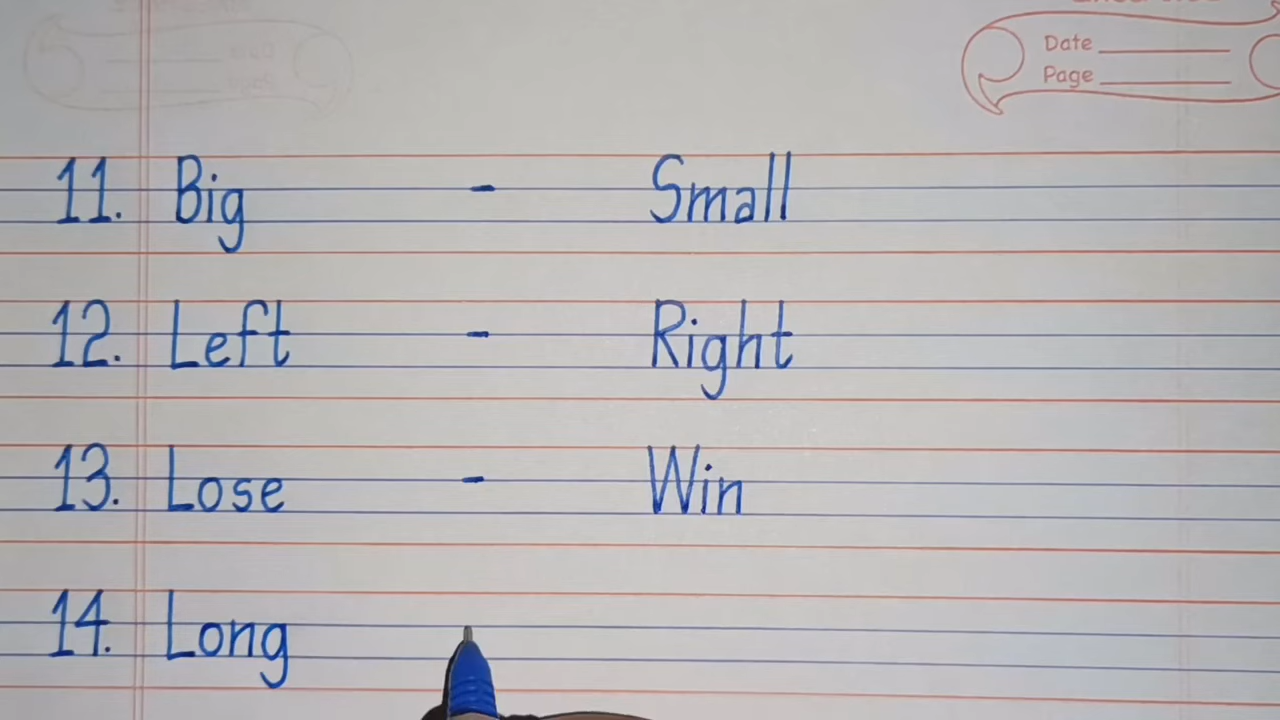 Date
Page
11. Big - Small
12. Left - Right
13. Lose - Win
14. Long